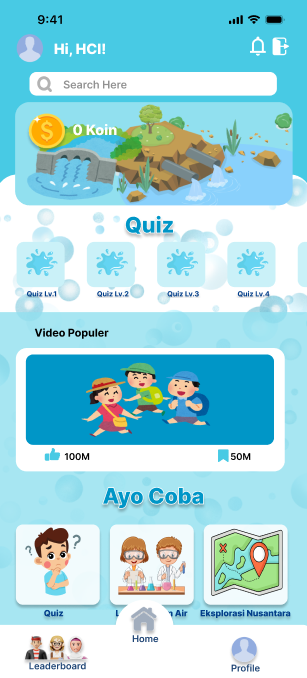 9:41
Hi, HCI!
Search Here
0 Koin
Quiz
Quiz Lv.1
Quiz Lv.2
Quiz Lv.3
Quiz Lv.4
Video Populer
100M
50M
Ayo Coba
Quiz
Air
Eksplorasi Nusantara
Leaderboard
Home
Profile